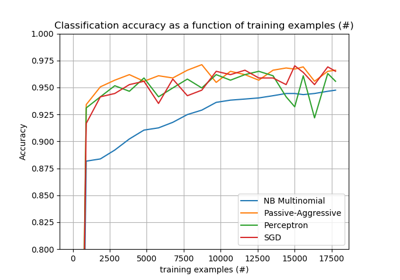 Classification accuracy as a function of training examples (#)
1.000
0.975
0.950
0.925
0.900
0.875
0.850
0.825
0.800
Accuracy
NB Multinomial
Passive-Aggressive
Perceptron
SGD
0 2500 5000 7500 10000 12500 15000 17500
training examples (#)